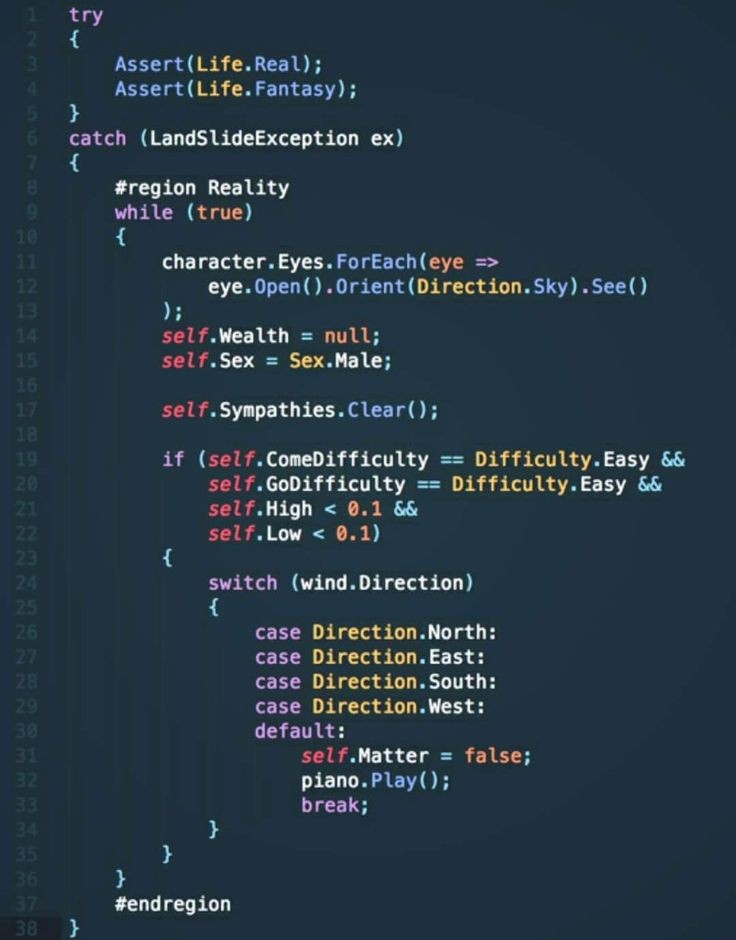 1 try
2 {
3     Assert(Life.Real);
4     Assert(Life.Fantasy);
5 }
6 catch (LandSlideException ex)
7 {
8     #region Reality
9     while (true)
10     {
11         character.Eyes.ForEach(eye =>
12             eye.Open().Orient(Direction.Sky).See()
13         );
14         self.Wealth = null;
15         self.Sex = Sex.Male;
16
17         self.Sympathies.Clear();
18
19         if (self.ComeDifficulty == Difficulty.Easy &&
20             self.GoDifficulty == Difficulty.Easy &&
21             self.High < 0.1 &&
22             self.Low < 0.1)
23         {
24             switch (wind.Direction)
25             {
26                 case Direction.North:
27                 case Direction.East:
28                 case Direction.South:
29                 case Direction.West:
30                 default:
31                     self.Matter = false;
32                     piano.Play();
33                     break;
34             }
35         }
36     }
37     #endregion
38 }